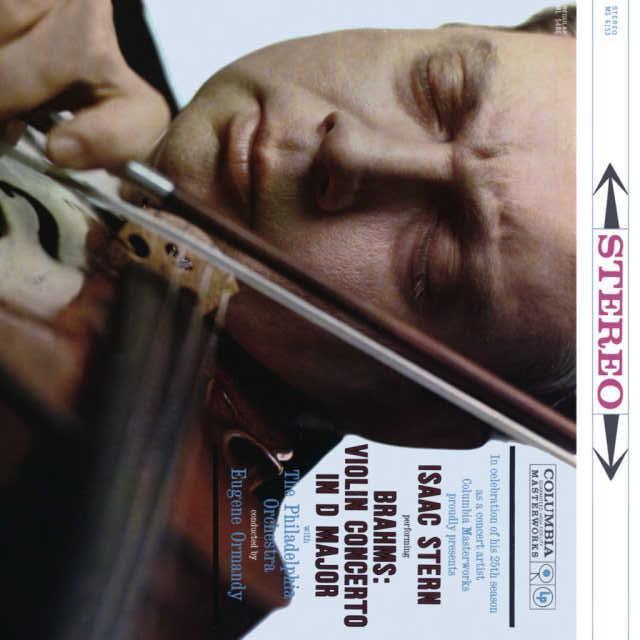 STEREO
MS 6153
STEREO
COLUMBIA
MASTERWORKS
LP
In celebration of his 25th season
as a concert artist
Columbia Masterworks
proudly presents
ISAAC STERN
performing
BRAHMS:
VIOLIN CONCERTO
IN D MAJOR
with
The Philadelphia
Orchestra
conducted by
Eugene Ormandy